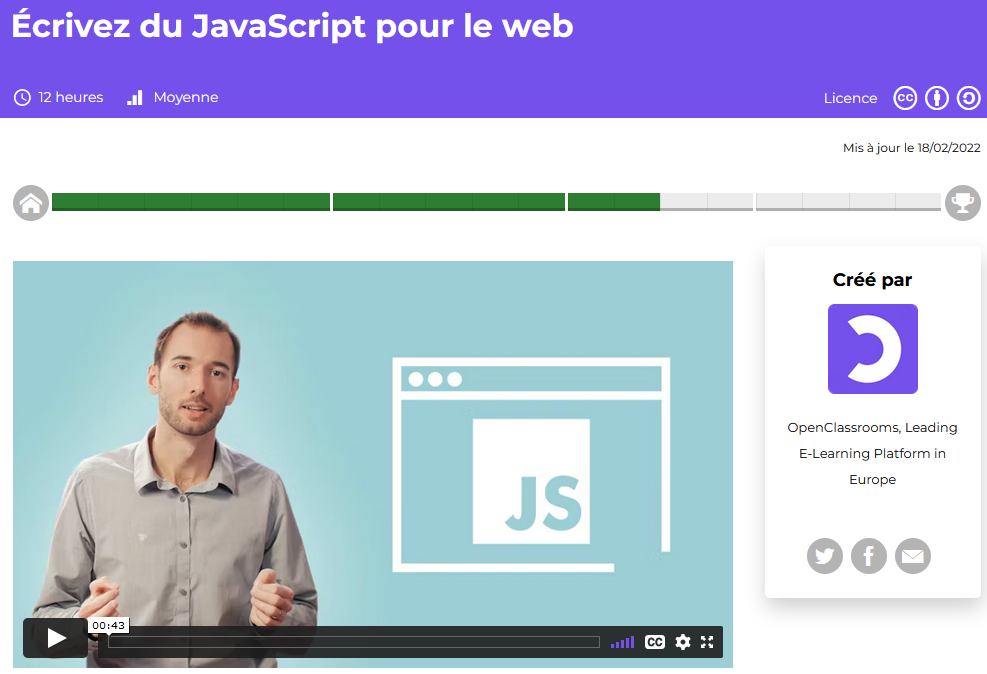 Écrivez du JavaScript pour le web
12 heures
Moyenne
Licence
Mis à jour le 18/02/2022
Créé par
OpenClassrooms, Leading
E-Learning Platform in
Europe
JS
00:43
CC